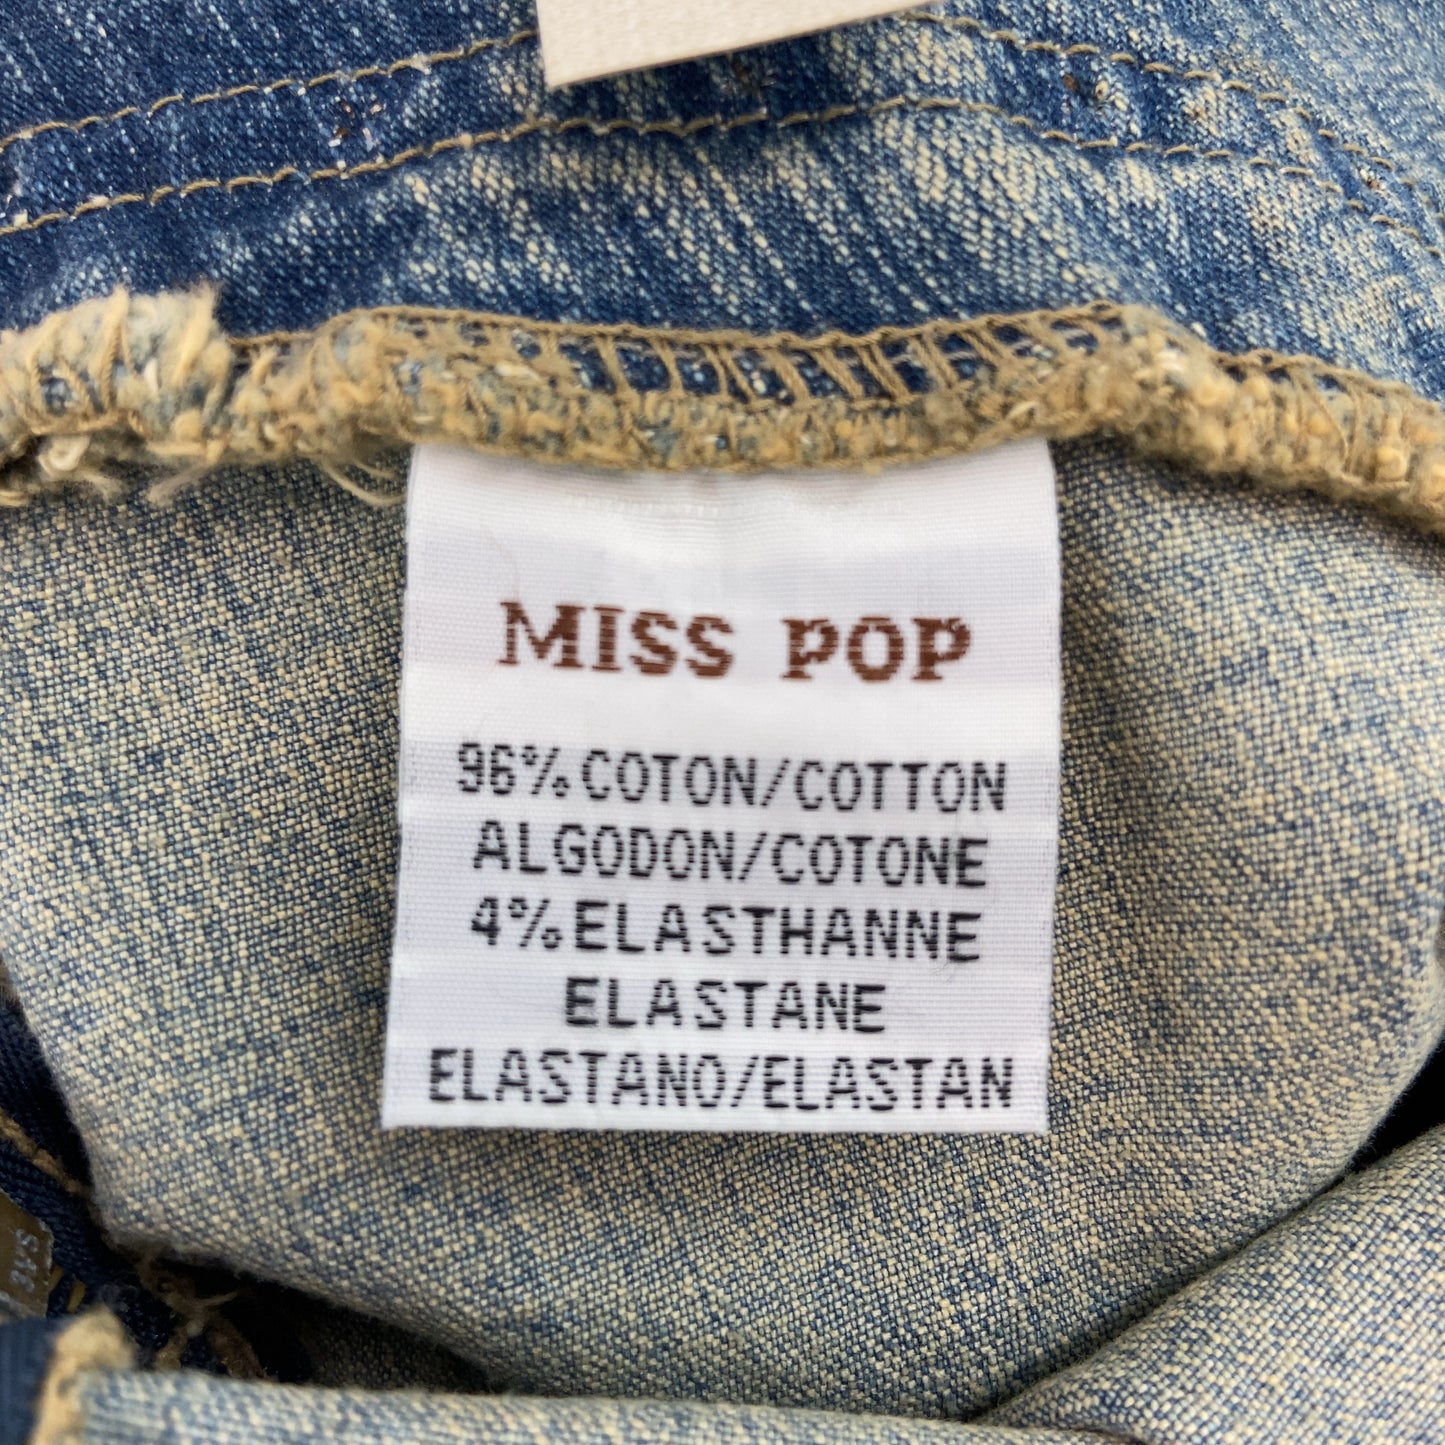 MISS POP
96% COTON/COTTON
ALGODON/COTONE
4% ELASTHANNE
ELASTANE
ELASTANO/ELASTAN